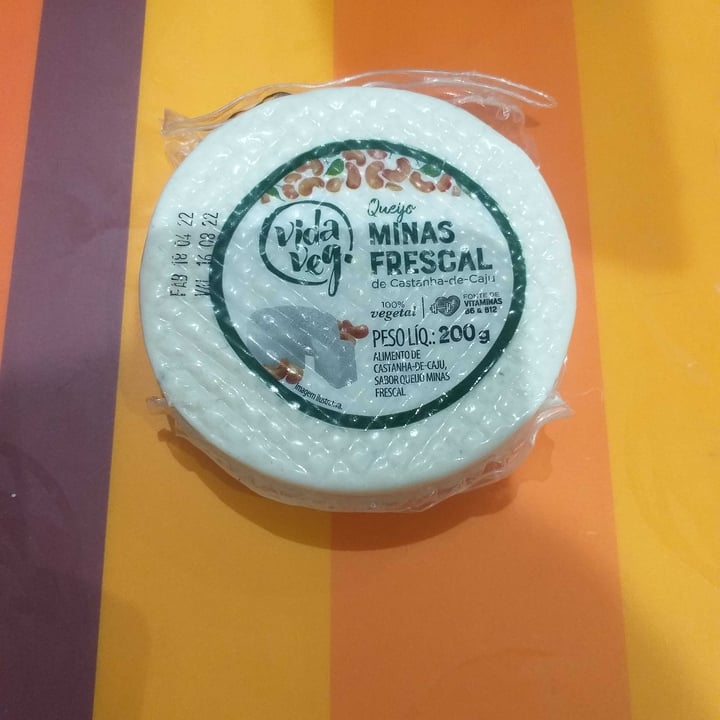 FAB 18 04 22
VAL 16 08 22
vida
veg.
Queijo
MINAS
FRESCAL
de Castanha-de-Caju
100%
vegetal
FONTE DE
VITAMINAS
B6 & B12
PESO LÍQ.: 200g
ALIMENTO DE
CASTANHA-DE-CAJU,
SABOR QUEIJO MINAS
FRESCAL
Imagem ilustrativa.